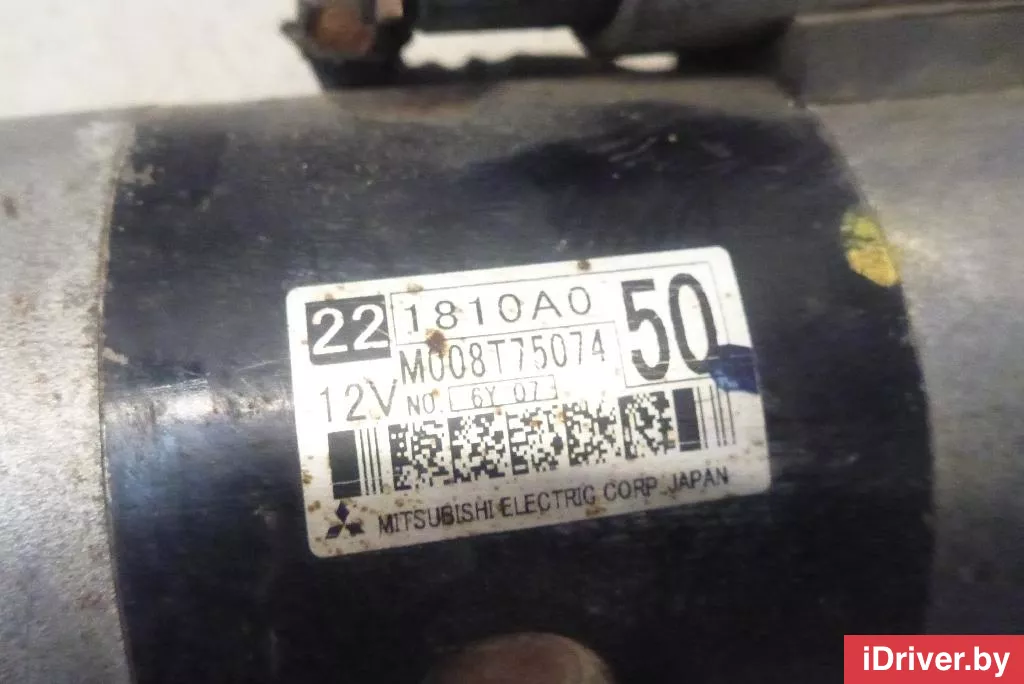 22 1810A0 50
M008T75074
12V NO. 6Y 07
MITSUBISHI ELECTRIC CORP. JAPAN
iDriver.by